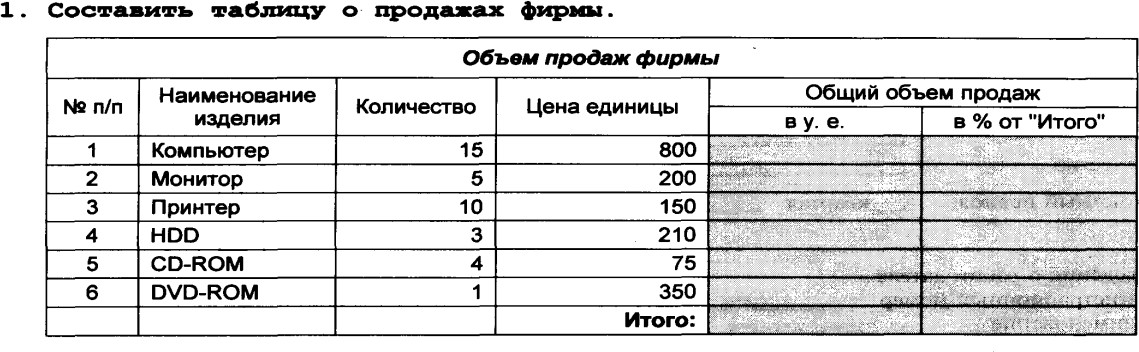 1. Составить таблицу о продажах фирмы.
Объем продаж фирмы
№ п/п Наименование изделия Количество Цена единицы Общий объем продаж
в у. е. в % от "Итого"
1 Компьютер 15 800
2 Монитор 5 200
3 Принтер 10 150
4 HDD 3 210
5 CD-ROM 4 75
6 DVD-ROM 1 350
Итого: